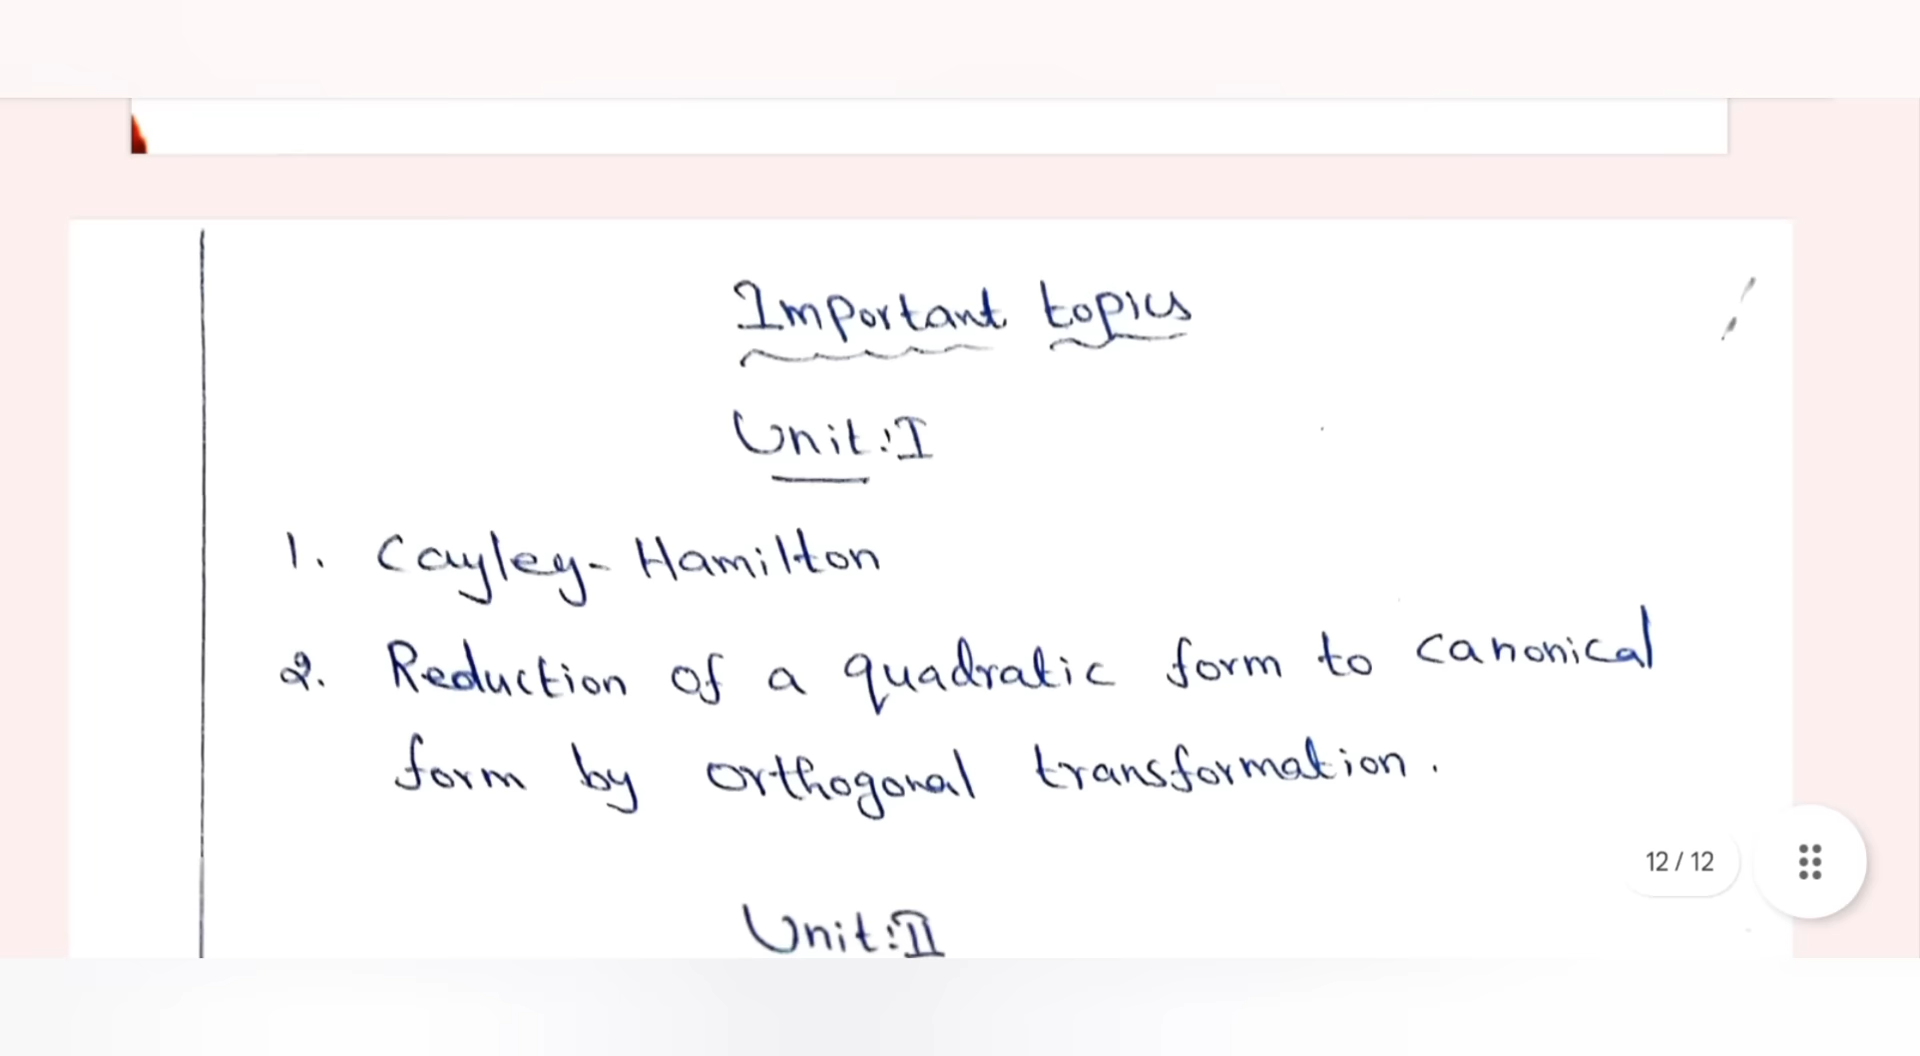 Important topics
Unit:I
1. Cayley-Hamilton
2. Reduction of a quadratic form to canonical
form by orthogonal transformation.
12 / 12
Unit:II